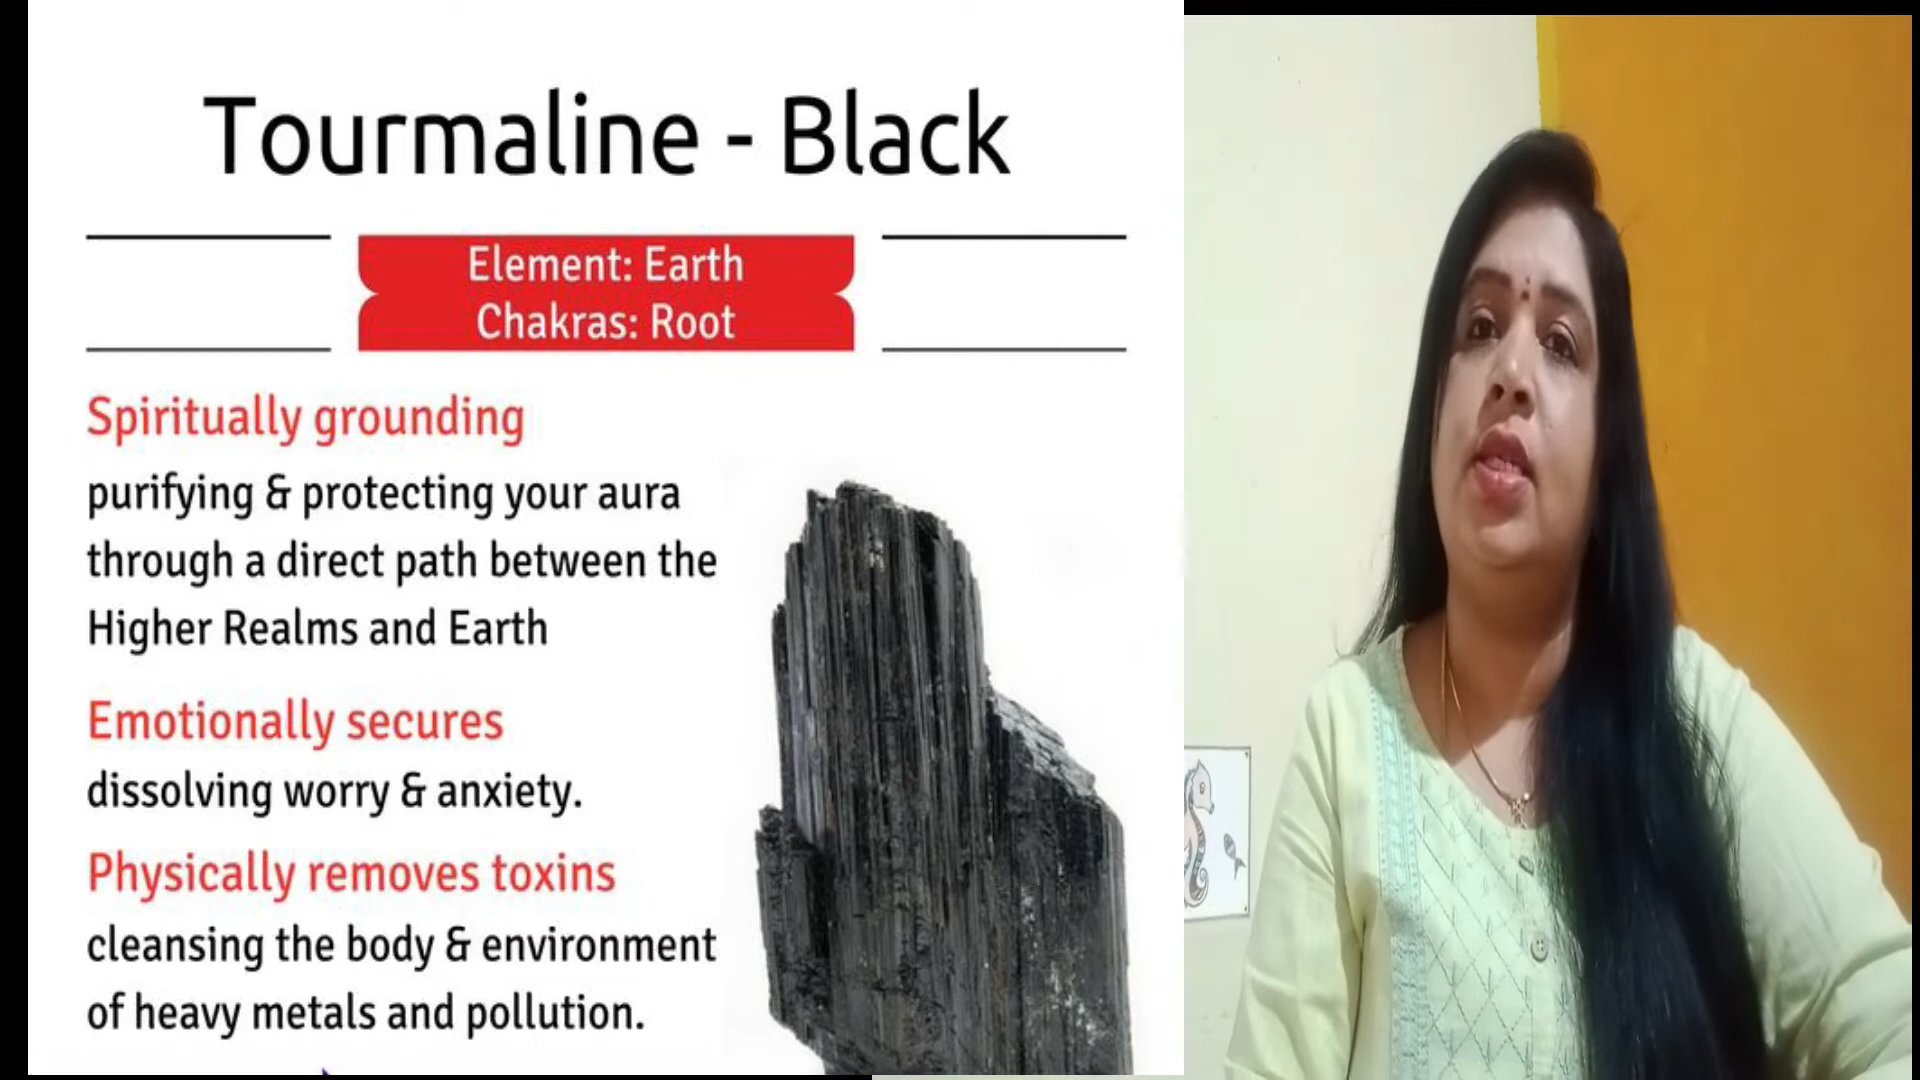 Tourmaline - Black
Element: Earth
Chakras: Root
Spiritually grounding
purifying & protecting your aura
through a direct path between the
Higher Realms and Earth
Emotionally secures
dissolving worry & anxiety.
Physically removes toxins
cleansing the body & environment
of heavy metals and pollution.